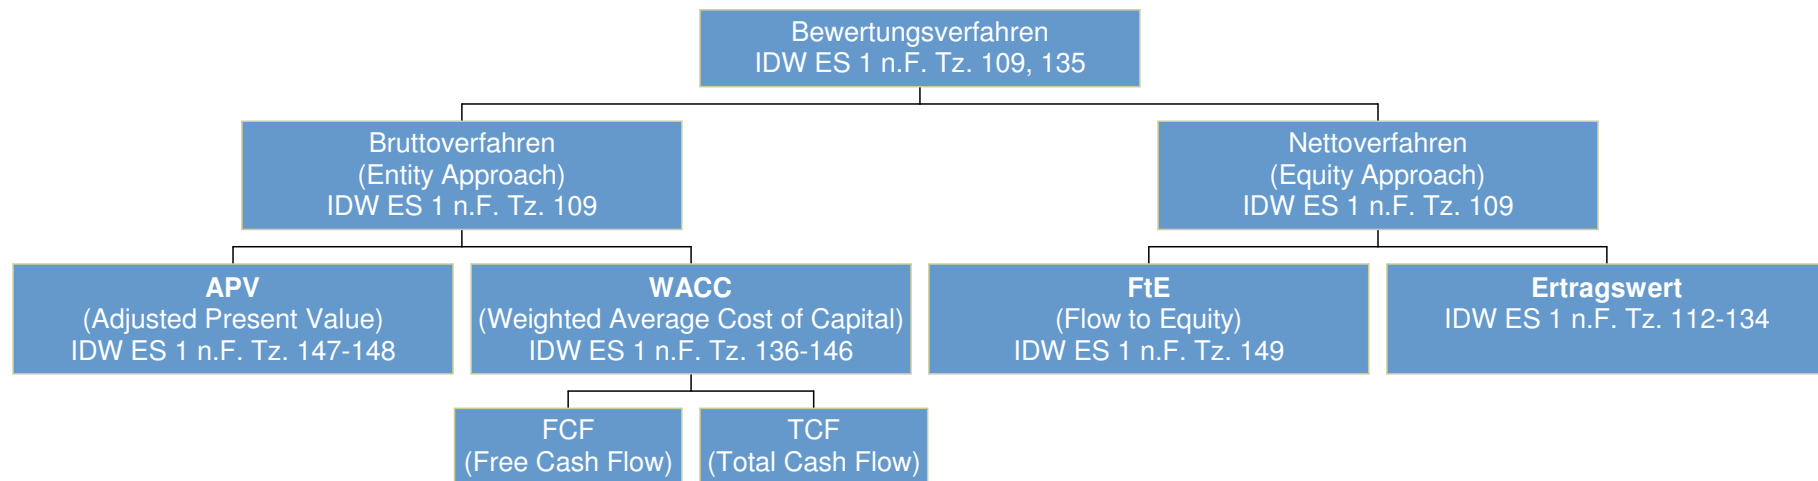 Bewertungsverfahren
IDW ES 1 n.F. Tz. 109, 135
Bruttoverfahren
(Entity Approach)
IDW ES 1 n.F. Tz. 109
Nettoverfahren
(Equity Approach)
IDW ES 1 n.F. Tz. 109
APV
(Adjusted Present Value)
IDW ES 1 n.F. Tz. 147-148
WACC
(Weighted Average Cost of Capital)
IDW ES 1 n.F. Tz. 136-146
FtE
(Flow to Equity)
IDW ES 1 n.F. Tz. 149
Ertragswert
IDW ES 1 n.F. Tz. 112-134
FCF
(Free Cash Flow)
TCF
(Total Cash Flow)